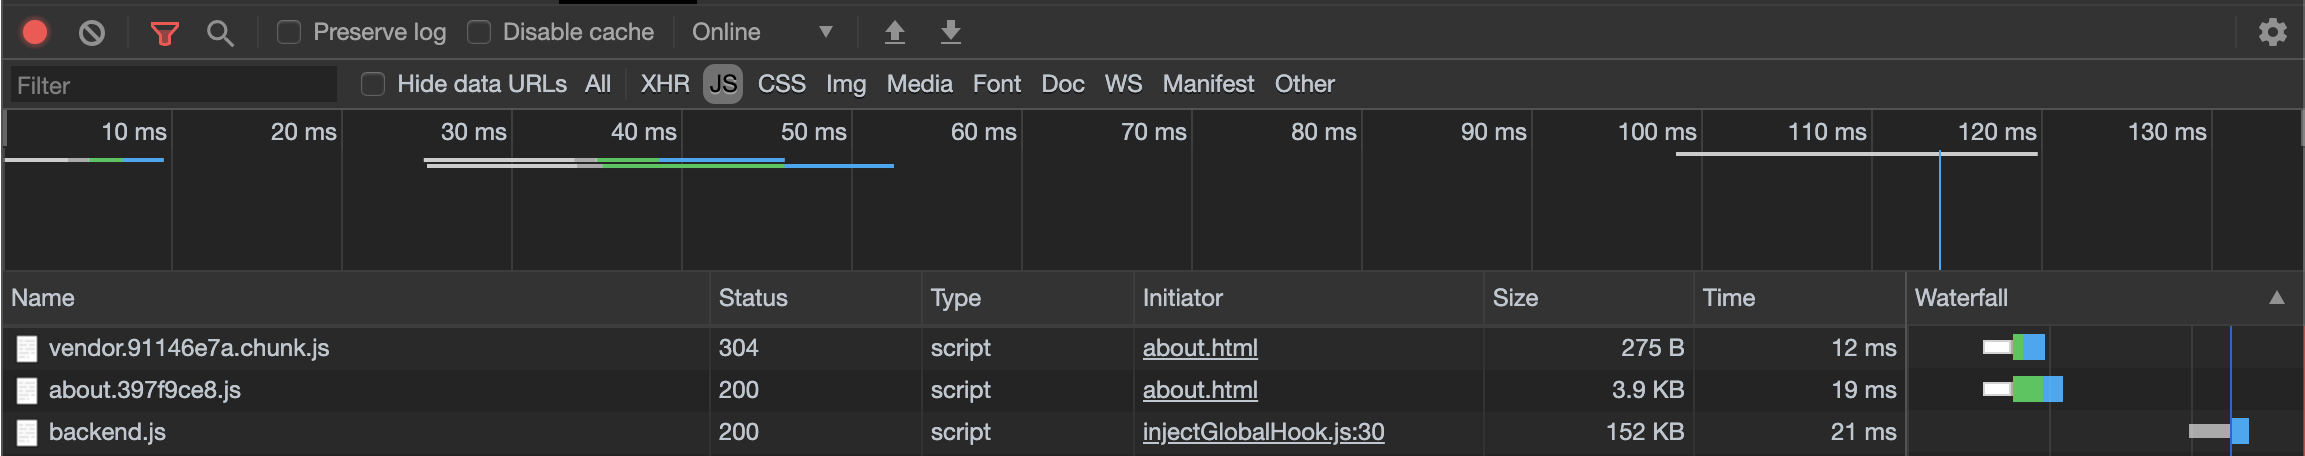 Preserve log Disable cache Online
Filter Hide data URLs All XHR JS CSS Img Media Font Doc WS Manifest Other
10 ms 20 ms 30 ms 40 ms 50 ms 60 ms 70 ms 80 ms 90 ms 100 ms 110 ms 120 ms 130 ms
Name Status Type Initiator Size Time Waterfall
vendor.91146e7a.chunk.js 304 script about.html 275 B 12 ms
about.397f9ce8.js 200 script about.html 3.9 KB 19 ms
backend.js 200 script injectGlobalHook.js:30 152 KB 21 ms